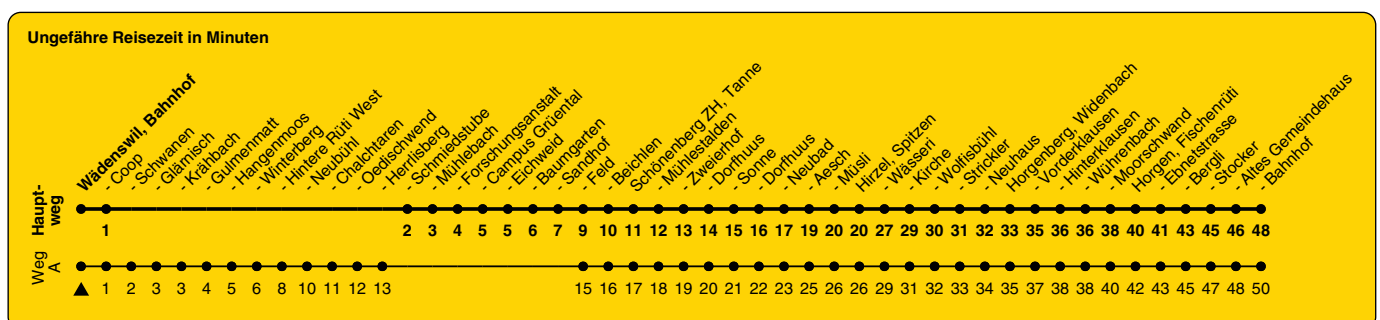 Ungefähre Reisezeit in Minuten
Wädenswil, Bahnhof
- Coop
- Schwanen
- Glärnisch
- Krähbach
- Gulmenmatt
- Hangenmoos
- Winterberg
- Hintere Rüti West
- Neubühl
- Chalchtaren
- Oedischwend
- Herrlisberg
- Schmiedstube
- Mühlebach
- Forschungsanstalt
- Campus Grüental
- Eichweid
- Baumgarten
- Sandhof
- Feld
- Beichlen
Schönenberg ZH, Tanne
- Mühlestalden
- Zweierhof
- Dorfhuus
- Sonne
- Dorfhuus
- Neubad
- Aesch
- Müsli
Hirzel, Spitzen
- Wässeri
- Kirche
- Wolfisbühl
- Strickler
- Neuhaus
Horgenberg, Widenbach
- Vorderklausen
- Hinterklausen
- Wührenbach
- Morschwand
Horgen, Fischenrüti
- Ebnetstrasse
- Bergli
- Stocker
- Altes Gemeindehaus
- Bahnhof
Haupt-
weg
1 2 3 4 5 5 6 7 9 10 11 12 13 14 15 16 17 19 20 20 27 29 30 31 32 33 35 36 36 38 40 41 43 45 46 48
Weg
A
1 2 3 3 4 5 6 8 10 11 12 13 15 16 17 18 19 20 21 22 23 25 26 26 29 31 32 33 34 35 37 38 38 40 42 43 45 47 48 50